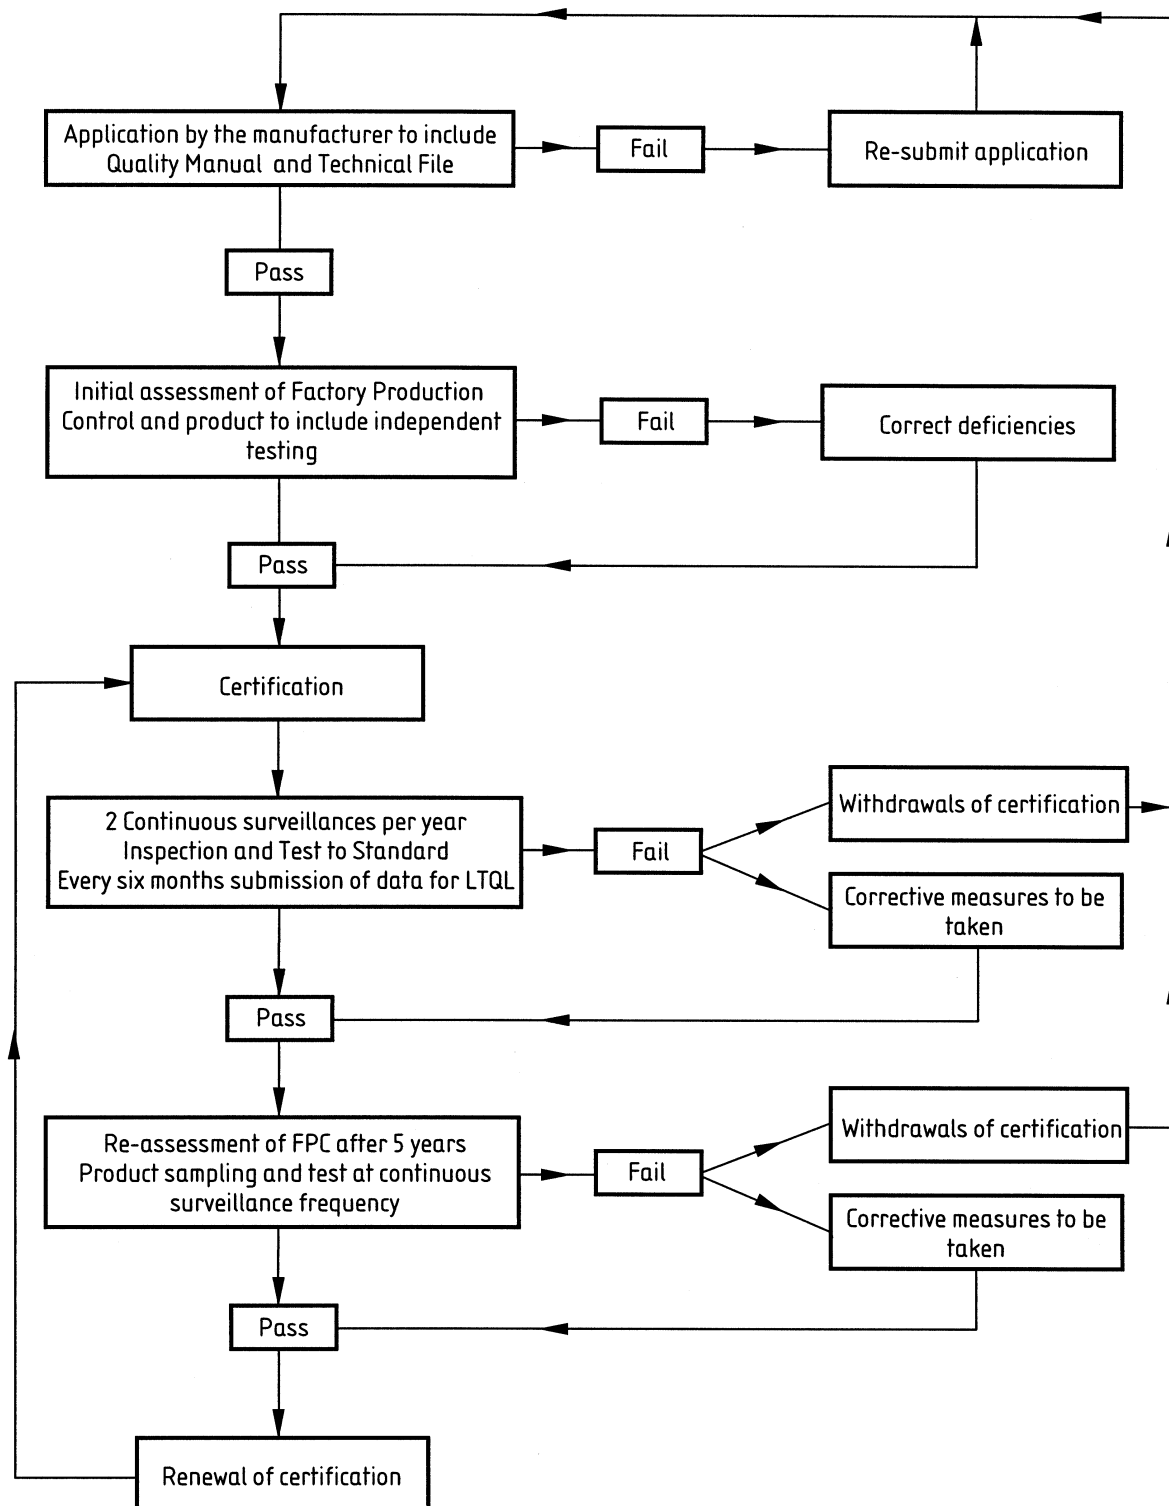 Application by the manufacturer to include
Quality Manual and Technical File
Fail
Re-submit application
Pass
Initial assessment of Factory Production
Control and product to include independent
testing
Fail
Correct deficiencies
Pass
Certification
2 Continuous surveillances per year
Inspection and Test to Standard
Every six months submission of data for LTQL
Fail
Withdrawals of certification
Corrective measures to be
taken
Pass
Re-assessment of FPC after 5 years
Product sampling and test at continuous
surveillance frequency
Fail
Withdrawals of certification
Corrective measures to be
taken
Pass
Renewal of certification